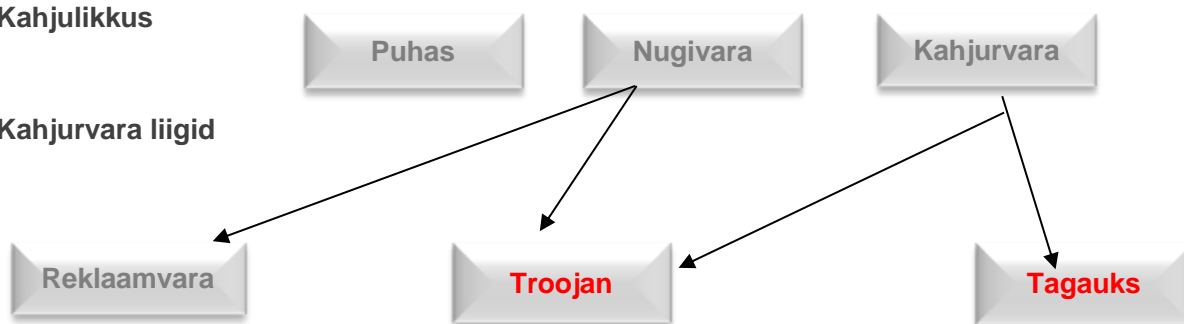 Kahjulikkus
Puhas
Nugivara
Kahjurvara
Kahjurvara liigid
Reklaamvara
Troojan
Tagauks